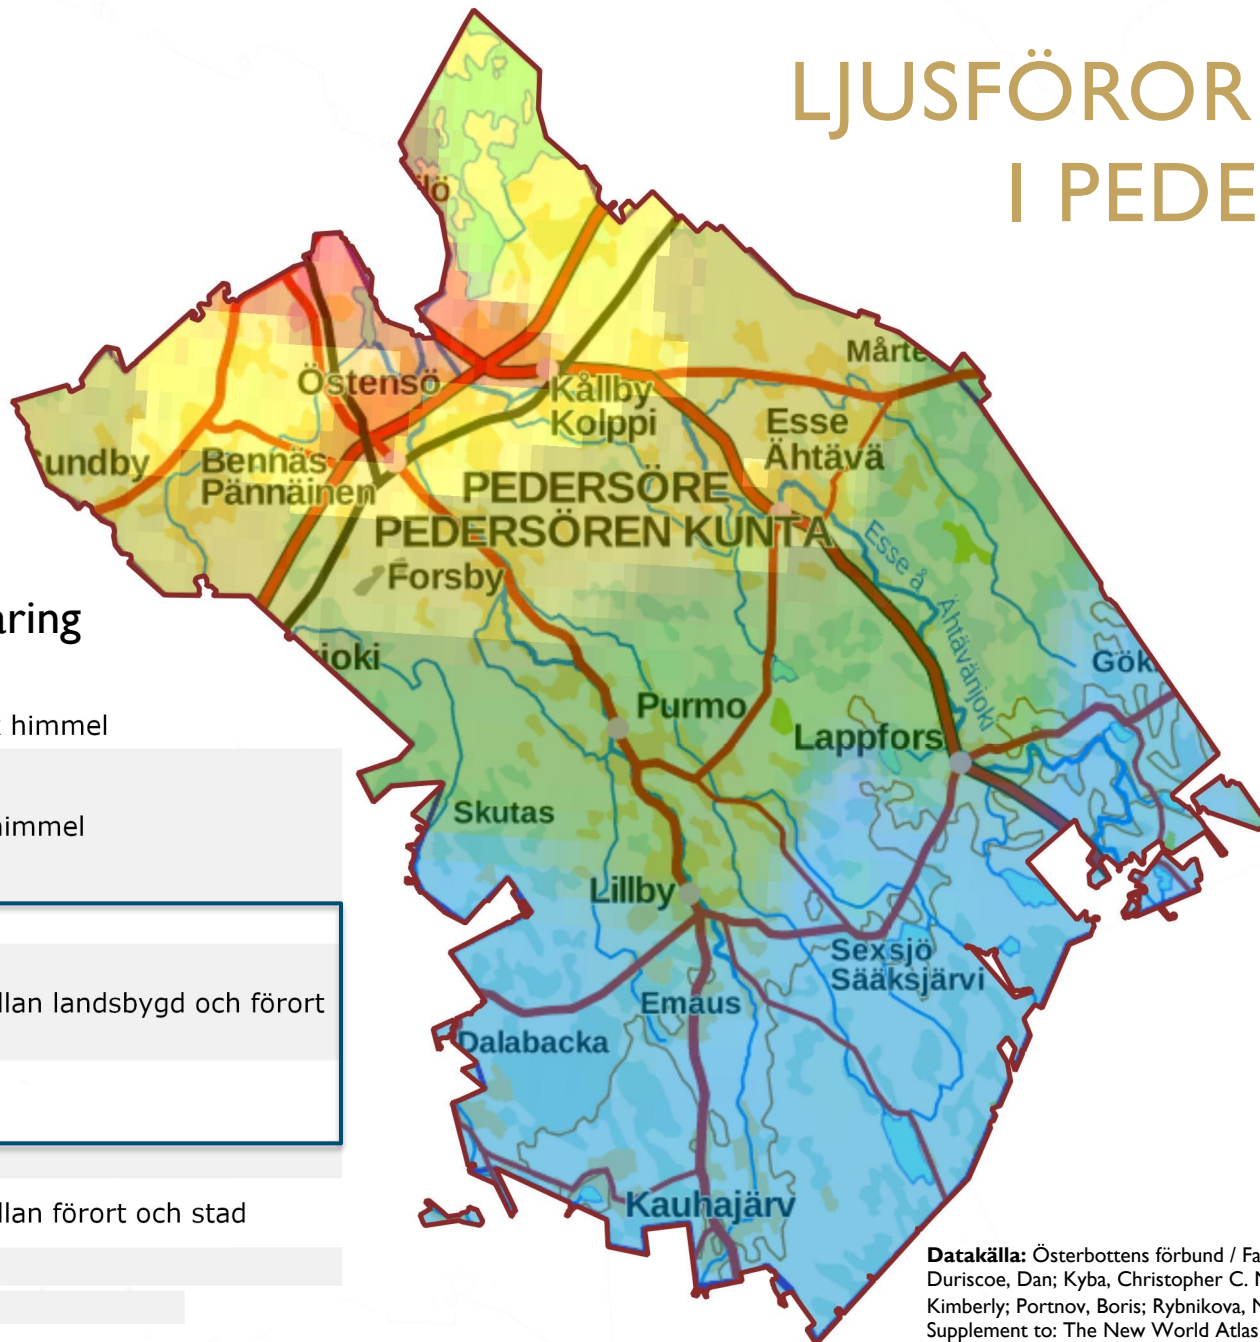 LJUSFÖROR
I PEDE
lö
Mårte
Östensö
Kållby
Kolppi
Esse
Ähtävä
undby
Bennäs
Pännäinen
PEDERSÖRE
PEDERSÖREN KUNTA
Esse å
Forsby
Ähtävänjoki
aring
joki
Gök
Purmo
himmel
Lappfors
Skutas
himmel
Lillby
Sexsjö
Sääksjärvi
llan landsbygd och förort
Emaus
Dalabacka
Kauhajärv
llan förort och stad
Datakälla: Österbottens förbund / Fa
Duriscoe, Dan; Kyba, Christopher C. N
Kimberly; Portnov, Boris; Rybnikova, N
Supplement to: The New World Atlas